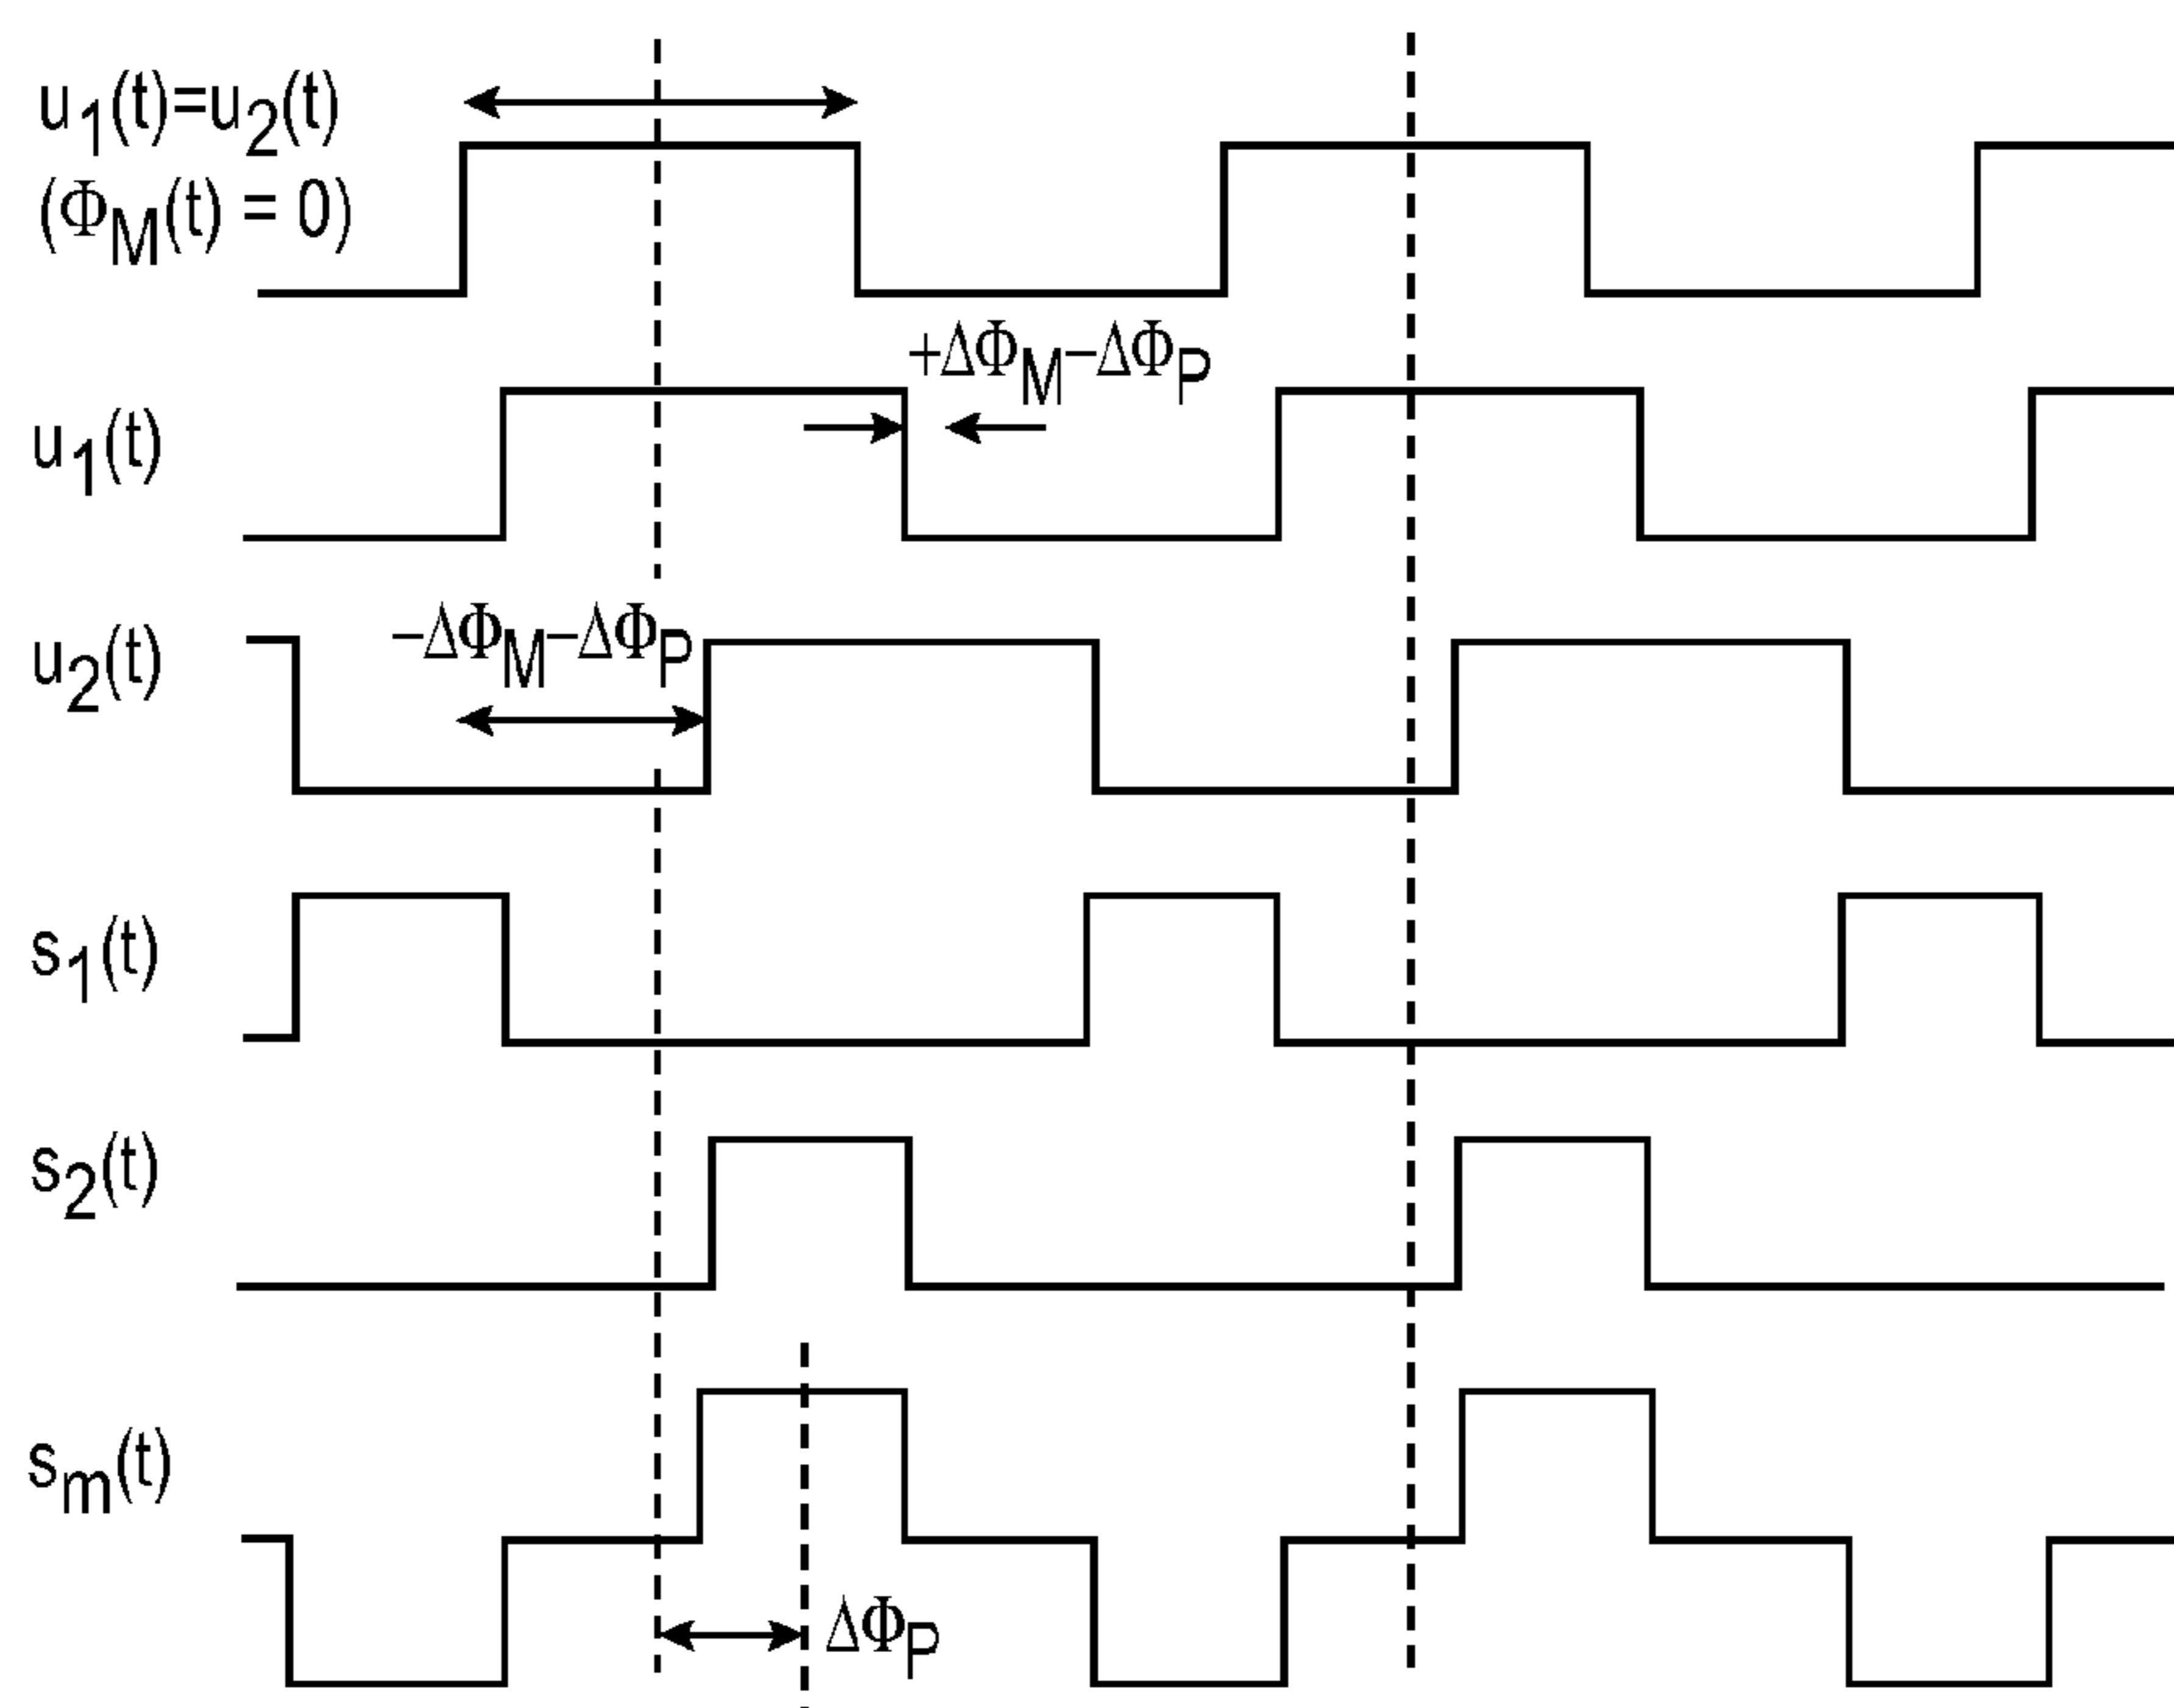 u1(t)=u2(t)
(ΦM(t) = 0)
+ΔΦM−ΔΦP
u1(t)
−ΔΦM−ΔΦP
u2(t)
s1(t)
s2(t)
sm(t)
ΔΦP